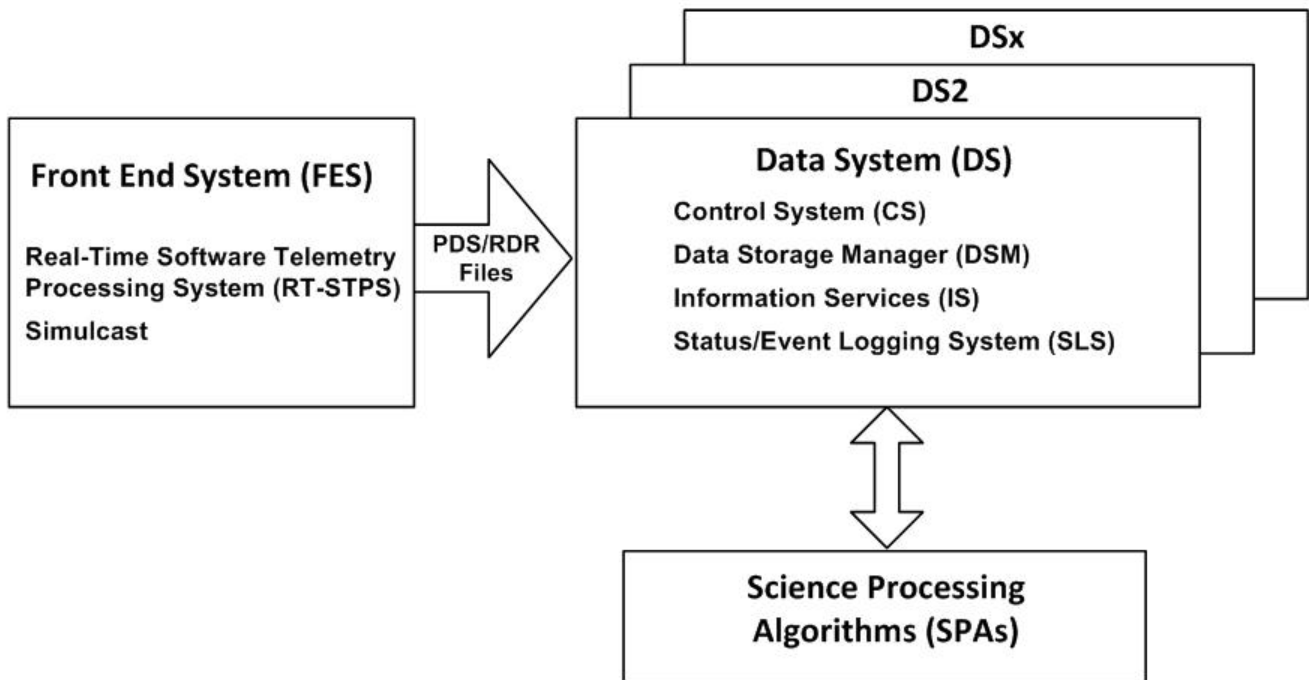 DSx
DS2
Front End System (FES)
Real-Time Software Telemetry
Processing System (RT-STPS)
Simulcast
PDS/RDR
Files
Data System (DS)
Control System (CS)
Data Storage Manager (DSM)
Information Services (IS)
Status/Event Logging System (SLS)
Science Processing
Algorithms (SPAs)